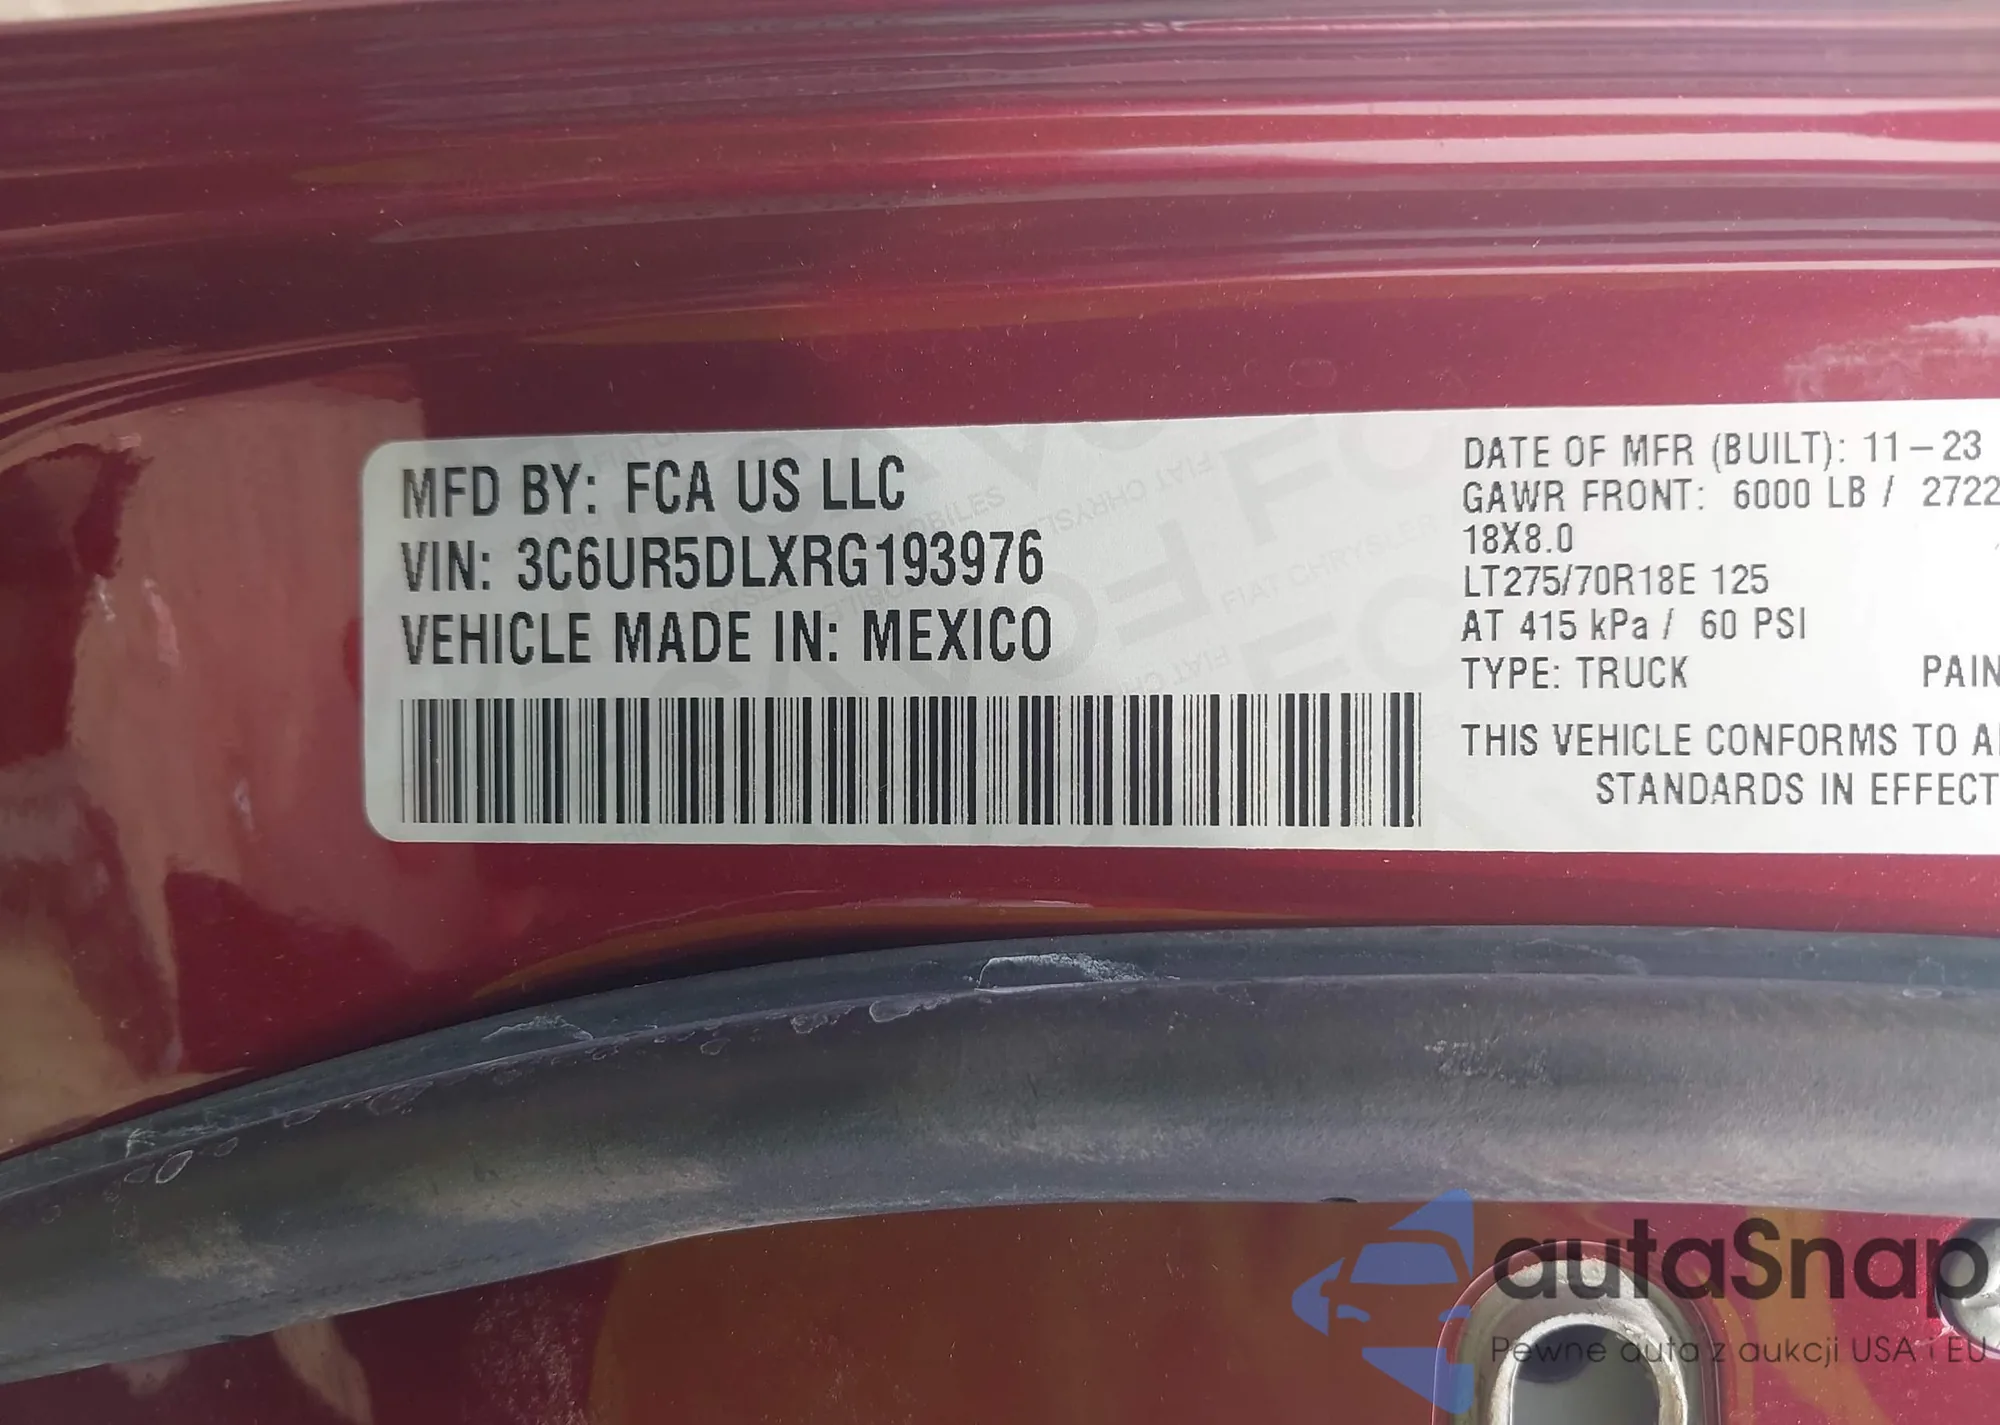 MFD BY: FCA US LLC
VIN: 3C6UR5DLXRG193976
VEHICLE MADE IN: MEXICO
DATE OF MFR (BUILT): 11-23
GAWR FRONT: 6000 LB / 2722
18X8.0
LT275/70R18E 125
AT 415 kPa / 60 PSI
TYPE: TRUCK PAIN
THIS VEHICLE CONFORMS TO A
STANDARDS IN EFFECT
autaSnap
Pewne auta z aukcji USA i EU